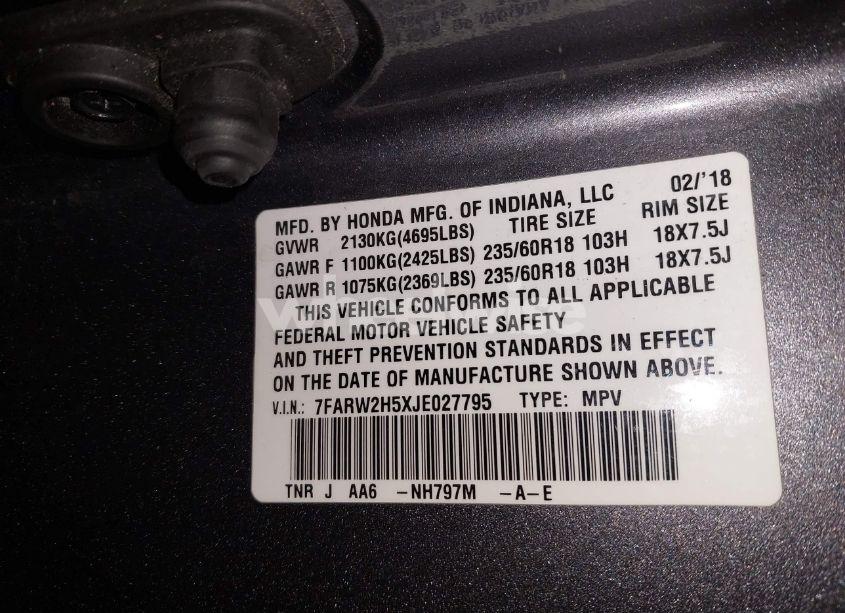 MFD. BY HONDA MFG. OF INDIANA, LLC 02/'18
GVWR 2130KG(4695LBS) TIRE SIZE RIM SIZE
GAWR F 1100KG(2425LBS) 235/60R18 103H 18X7.5J
GAWR R 1075KG(2369LBS) 235/60R18 103H 18X7.5J
THIS VEHICLE CONFORMS TO ALL APPLICABLE
FEDERAL MOTOR VEHICLE SAFETY
AND THEFT PREVENTION STANDARDS IN EFFECT
ON THE DATE OF MANUFACTURE SHOWN ABOVE.
V.I.N.: 7FARW2H5XJE027795 TYPE: MPV
TNR J AA6 -NH797M -A-E